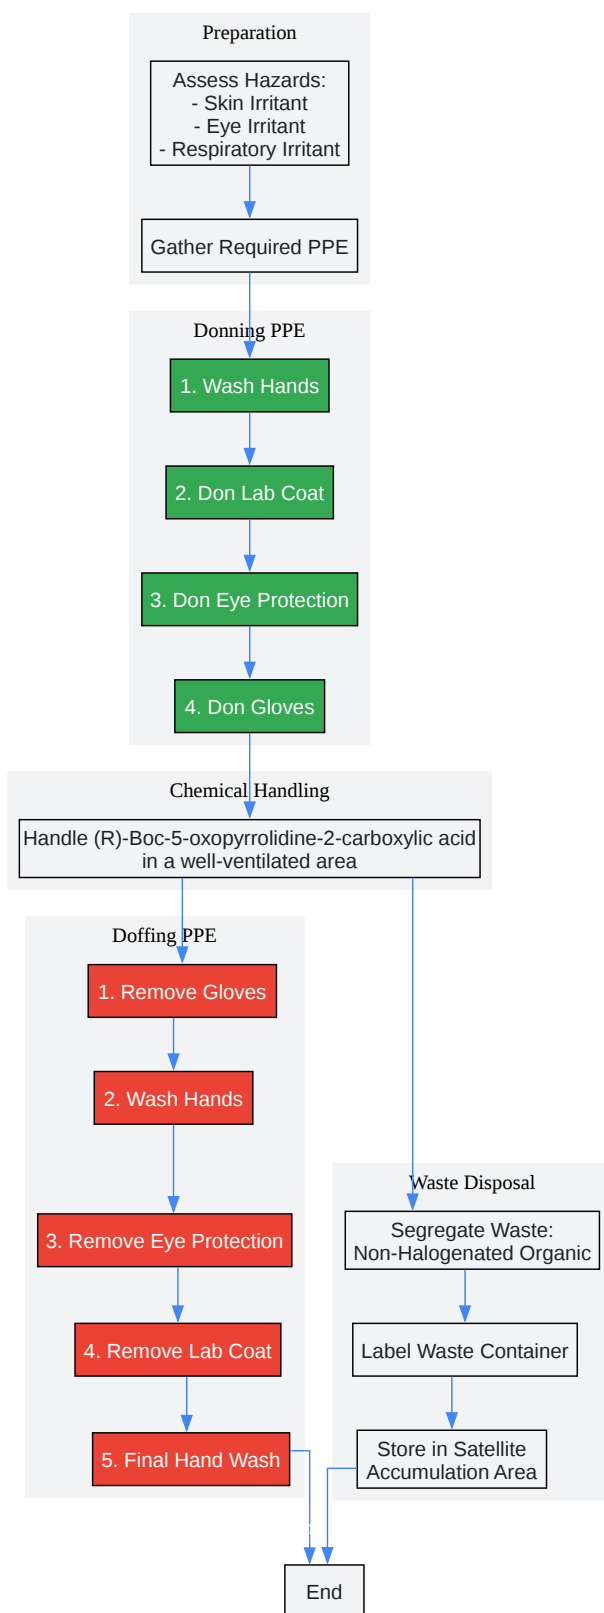 Preparation
Assess Hazards:
- Skin Irritant
- Eye Irritant
- Respiratory Irritant
Gather Required PPE
Donning PPE
1. Wash Hands
2. Don Lab Coat
3. Don Eye Protection
4. Don Gloves
Chemical Handling
Handle (R)-Boc-5-oxopyrrolidine-2-carboxylic acid
in a well-ventilated area
Doffing PPE
1. Remove Gloves
2. Wash Hands
3. Remove Eye Protection
4. Remove Lab Coat
5. Final Hand Wash
Waste Disposal
Segregate Waste:
Non-Halogenated Organic
Label Waste Container
Store in Satellite
Accumulation Area
End